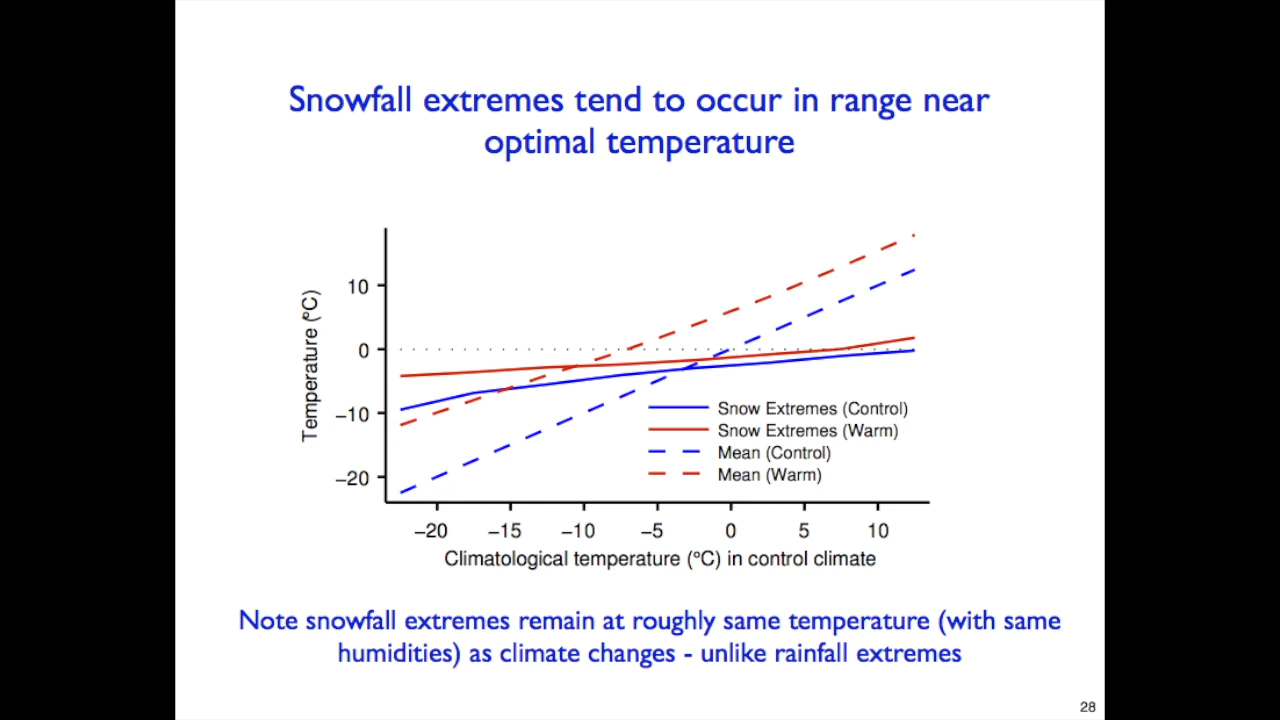 Snowfall extremes tend to occur in range near
optimal temperature
Temperature (ºC)
10
0
−10
−20
Snow Extremes (Control)
Snow Extremes (Warm)
Mean (Control)
Mean (Warm)
−20 −15 −10 −5 0 5 10
Climatological temperature (ºC) in control climate
Note snowfall extremes remain at roughly same temperature (with same
humidities) as climate changes - unlike rainfall extremes
28